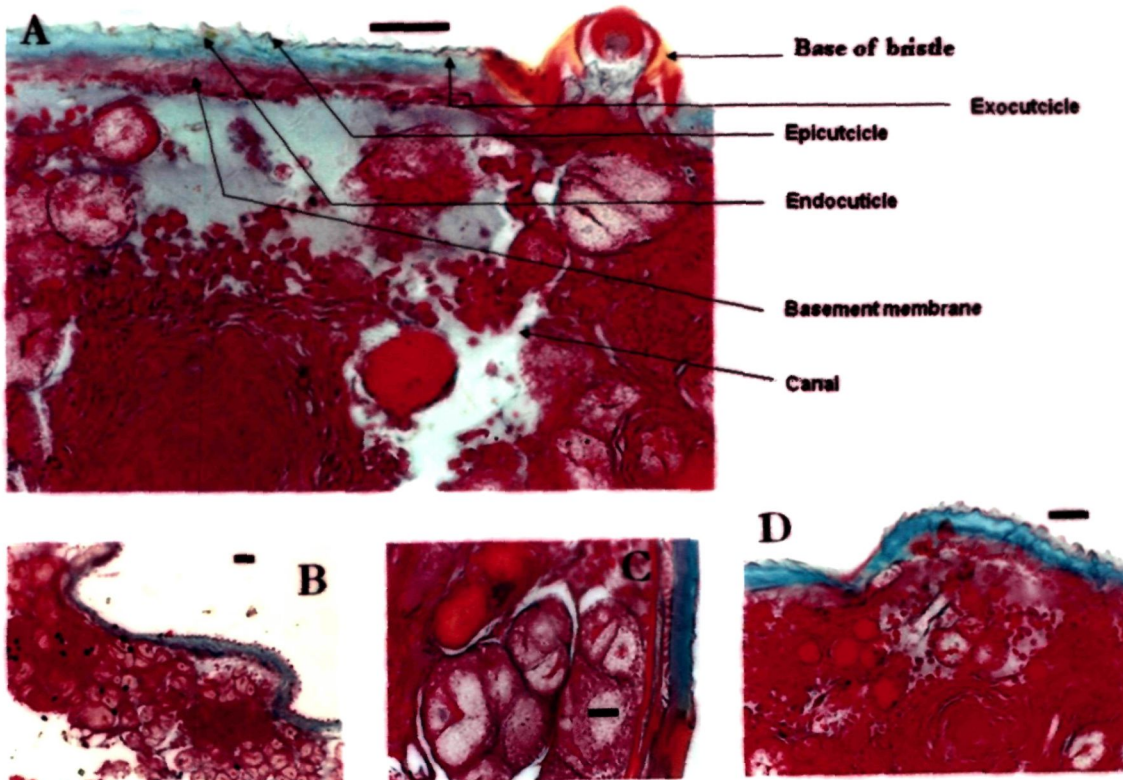 A
Base of bristle
Exocutcicle
Epicutcicle
Endocuticle
Basement membrane
Canal
B
C
D